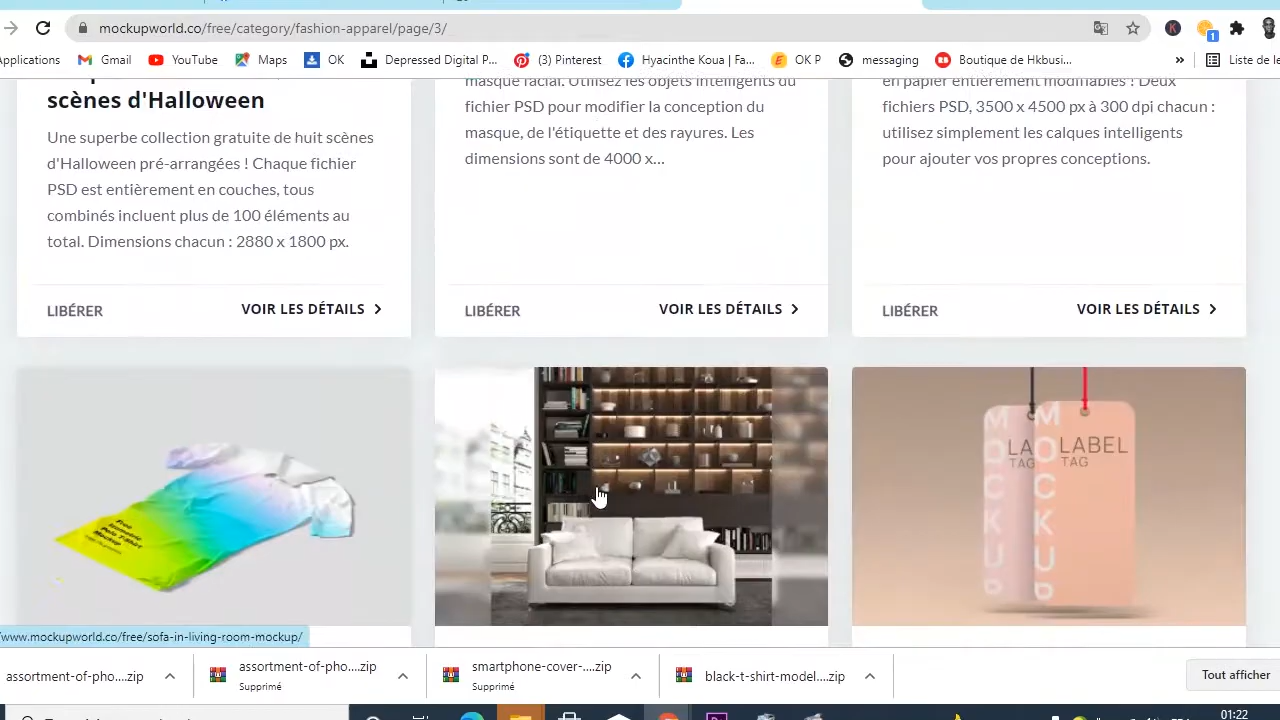 mockupworld.co/free/category/fashion-apparel/page/3/
1
Applications
Gmail
YouTube
Maps
OK
Depressed Digital P...
(3) Pinterest
Hyacinthe Koua | Fa...
OK P
messaging
Boutique de Hkbusi...
»
Liste de le
scènes d'Halloween
Une superbe collection gratuite de huit scènes
d'Halloween pré-arrangées ! Chaque fichier
PSD est entièrement en couches, tous
combinés incluent plus de 100 éléments au
total. Dimensions chacun : 2880 x 1800 px.
LIBÉRER
VOIR LES DÉTAILS
masque facial. Utilisez les objets intelligents du
fichier PSD pour modifier la conception du
masque, de l'étiquette et des rayures. Les
dimensions sont de 4000 x...
LIBÉRER
VOIR LES DÉTAILS
en papier entièrement modifiables ! Deux
fichiers PSD, 3500 x 4500 px à 300 dpi chacun :
utilisez simplement les calques intelligents
pour ajouter vos propres conceptions.
LIBÉRER
VOIR LES DÉTAILS
Free
Isometric
Polo T-Shirt
Mockup
MOCKUP
LA
TAG
MOCKUP
LABEL
TAG
/www.mockupworld.co/free/sofa-in-living-room-mockup/
assortment-of-pho....zip
assortment-of-pho....zip
Supprimé
smartphone-cover-....zip
Supprimé
black-t-shirt-model....zip
Tout afficher
01:22